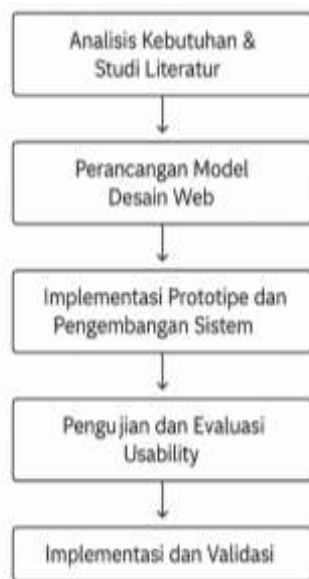 Analisis Kebutuhan &
Studi Literatur
Perancangan Model
Desain Web
Implementasi Prototipe dan
Pengembangan Sistem
Pengujian dan Evaluasi
Usability
Implementasi dan Validasi